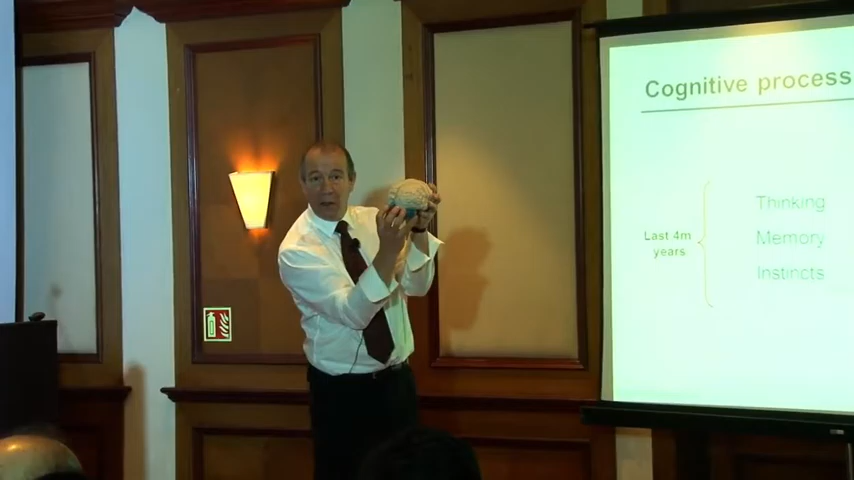 Cognitive process
Last 4m
years
Thinking
Memory
Instincts